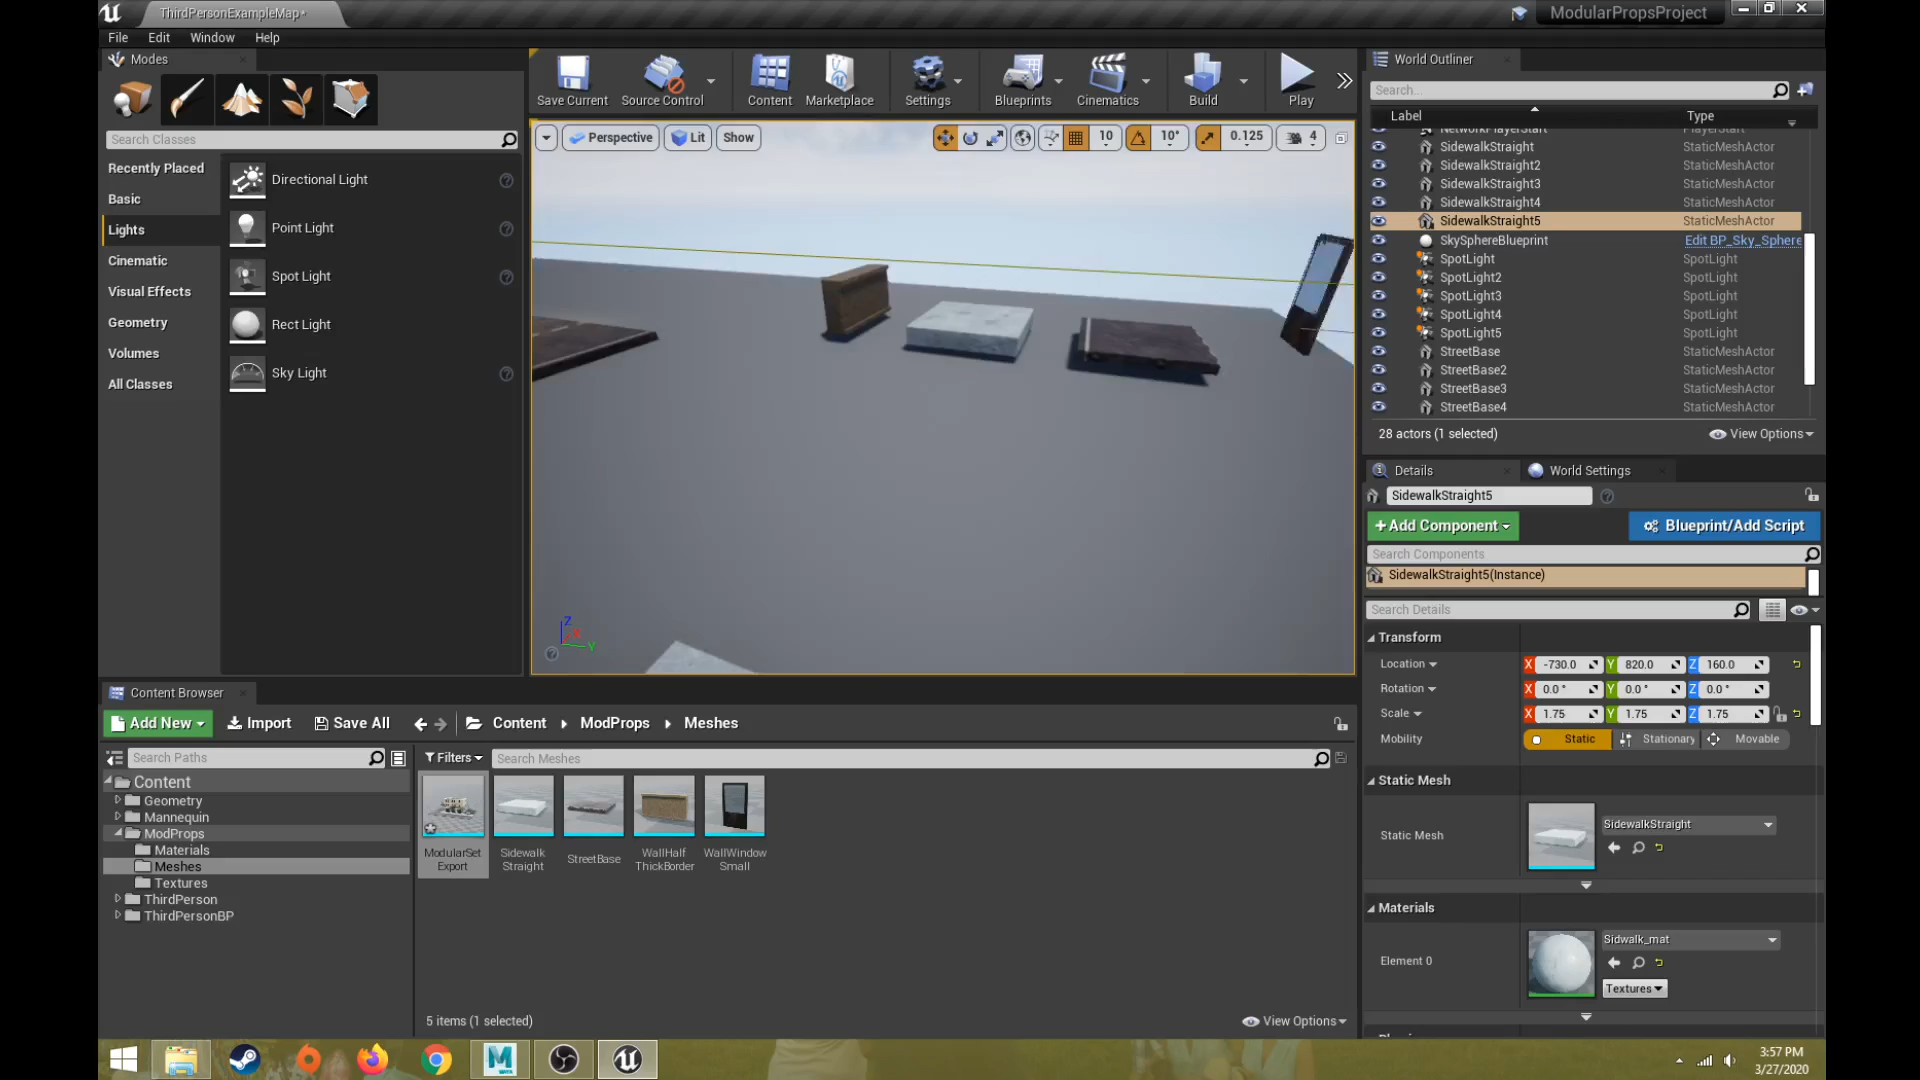 ThirdPersonExampleMap*
ModularPropsProject
File Edit Window Help
Modes
Search Classes
Recently Placed
Basic
Lights
Cinematic
Visual Effects
Geometry
Volumes
All Classes
Directional Light
Point Light
Spot Light
Rect Light
Sky Light
Save Current
Source Control
Content
Marketplace
Settings
Blueprints
Cinematics
Build
Play
Perspective
Lit
Show
10
10°
0.125
4
Z
X
Y
World Outliner
Search...
Label Type
NetworkPlayerStart PlayerStart
SidewalkStraight StaticMeshActor
SidewalkStraight2 StaticMeshActor
SidewalkStraight3 StaticMeshActor
SidewalkStraight4 StaticMeshActor
SidewalkStraight5 StaticMeshActor
SkySphereBlueprint Edit BP_Sky_Sphere
SpotLight SpotLight
SpotLight2 SpotLight
SpotLight3 SpotLight
SpotLight4 SpotLight
SpotLight5 SpotLight
StreetBase StaticMeshActor
StreetBase2 StaticMeshActor
StreetBase3 StaticMeshActor
StreetBase4 StaticMeshActor
28 actors (1 selected)
View Options
Details
World Settings
SidewalkStraight5
+Add Component
Blueprint/Add Script
Search Components
SidewalkStraight5(Instance)
Search Details
Transform
Location X -730.0 Y 820.0 Z 160.0
Rotation X 0.0 ° Y 0.0 ° Z 0.0 °
Scale X 1.75 Y 1.75 Z 1.75
Mobility Static Stationary Movable
Static Mesh
Static Mesh
SidewalkStraight
Materials
Element 0
Sidwalk_mat
Textures
Content Browser
Add New
Import
Save All
Content
ModProps
Meshes
Search Paths
Filters
Search Meshes
Content
Geometry
Mannequin
ModProps
Materials
Meshes
Textures
ThirdPerson
ThirdPersonBP
ModularSet
Export
Sidewalk
Straight
StreetBase
WallHalf
ThickBorder
WallWindow
Small
5 items (1 selected)
View Options
3:57 PM
3/27/2020